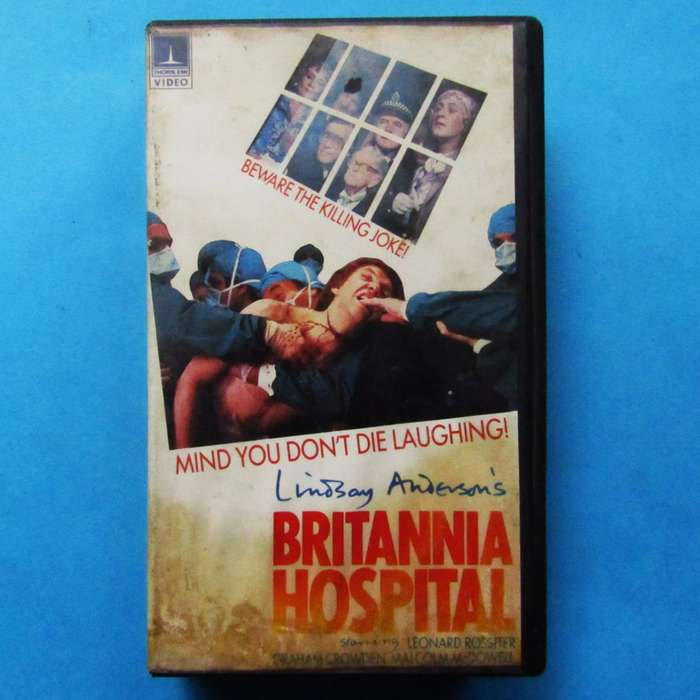 THORN EMI
VIDEO
BEWARE THE KILLING JOKE!
MIND YOU DON'T DIE LAUGHING!
Lindsay Anderson's
BRITANNIA
HOSPITAL
starring LEONARD ROSSITER
GRAHAM CROWDEN, MALCOLM McDOWELL